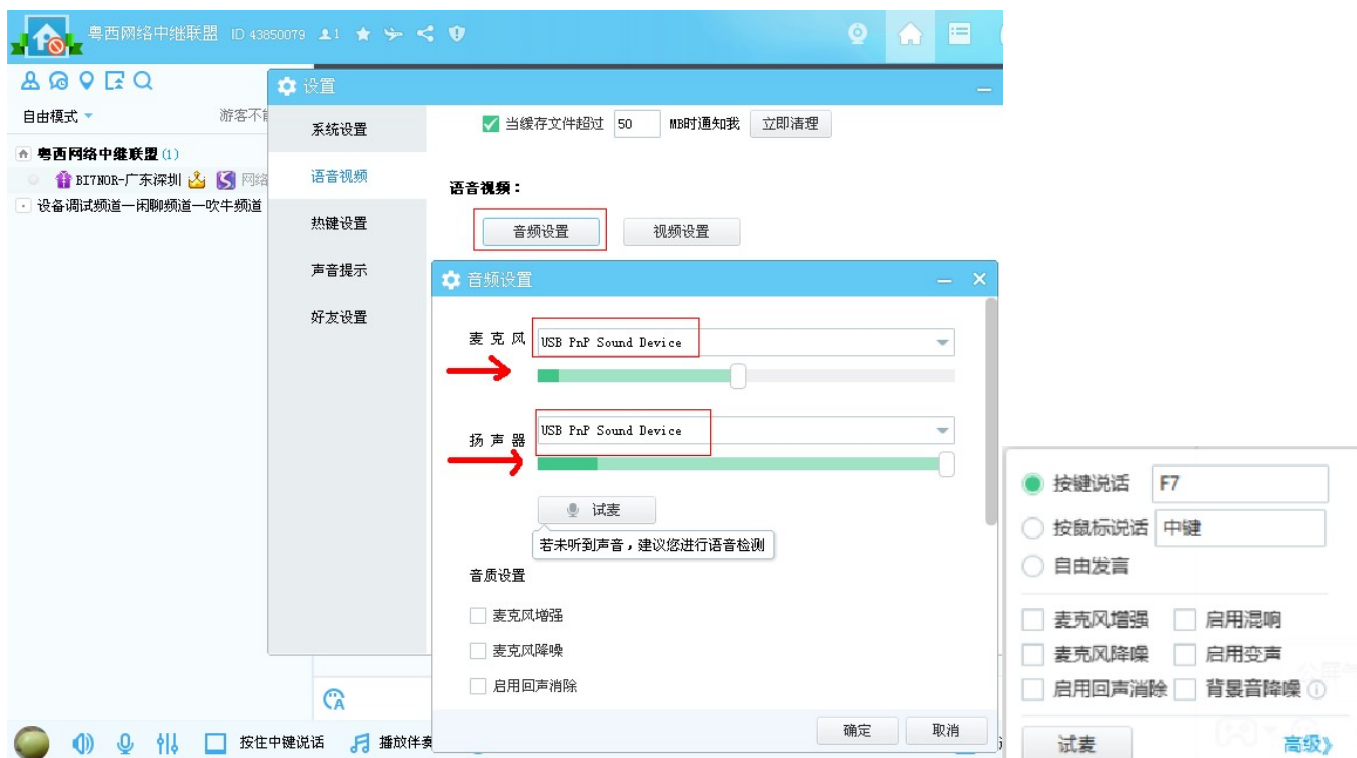 粤西网络中继联盟 ID 43850079 1
设置
自由模式 游客不
系统设置
当缓存文件超过 50 MB时通知我 立即清理
粤西网络中继联盟(1)
BI7NOR-广东深圳 网络
语音视频
语音视频：
设备调试频道一闲聊频道一吹牛频道
热键设置
音频设置 视频设置
声音提示
音频设置
好友设置
麦克风 USB PnP Sound Device
扬声器 USB PnP Sound Device
试麦
若未听到声音，建议您进行语音检测
音质设置
麦克风增强
麦克风降噪
启用回声消除
确定 取消
按住中键说话 播放伴奏
按键说话 F7
按鼠标说话 中键
自由发言
麦克风增强 启用混响
麦克风降噪 启用变声
启用回声消除 背景音降噪
试麦 高级》